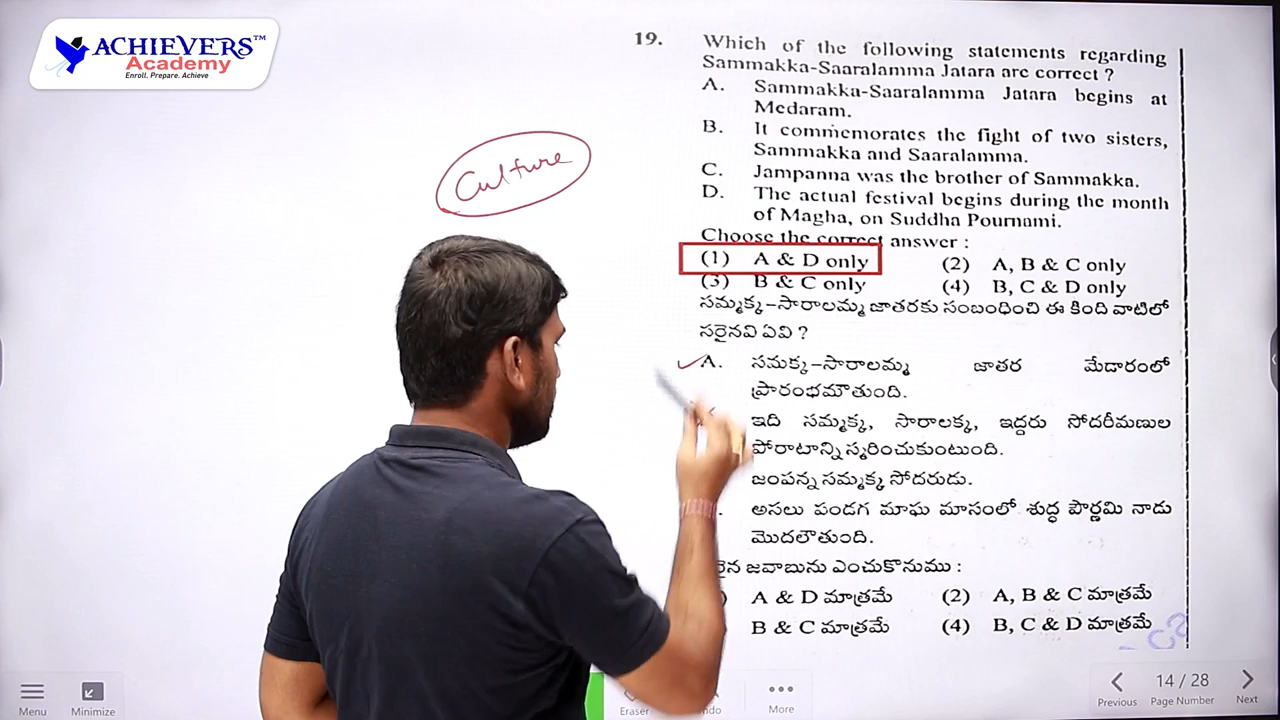 ACHIEVERS™
Academy
Enroll. Prepare. Achieve
Culture
19. Which of the following statements regarding
Sammakka-Saaralamma Jatara are correct ?
A. Sammakka-Saaralamma Jatara begins at
Medaram.
B. It commemorates the fight of two sisters,
Sammakka and Saaralamma.
C. Jampanna was the brother of Sammakka.
D. The actual festival begins during the month
of Magha, on Suddha Pournami.
Choose the correct answer :
(1) A & D only (2) A, B & C only
(3) B & C only (4) B, C & D only
సమ్మక్క-సారాలమ్మ జాతరకు సంబంధించి ఈ కింది వాటిలో
సరైనవి ఏవి ?
A. సమక్క-సారాలమ్మ జాతర మేడారంలో
ప్రారంభమౌతుంది.
ఇది సమ్మక్క, సారాలక్క, ఇద్దరు సోదరీమణుల
పోరాటాన్ని స్మరించుకుంటుంది.
జంపన్న సమ్మక్క సోదరుడు.
అసలు పండగ మాఘ మాసంలో శుద్ధ పౌర్ణమి నాడు
మొదలౌతుంది.
జవాబును ఎంచుకొనుము :
A & D మాత్రమే (2) A, B & C మాత్రమే
B & C మాత్రమే (4) B, C & D మాత్రమే
Menu Minimize Eraser More
14 / 28
Previous Page Number Next